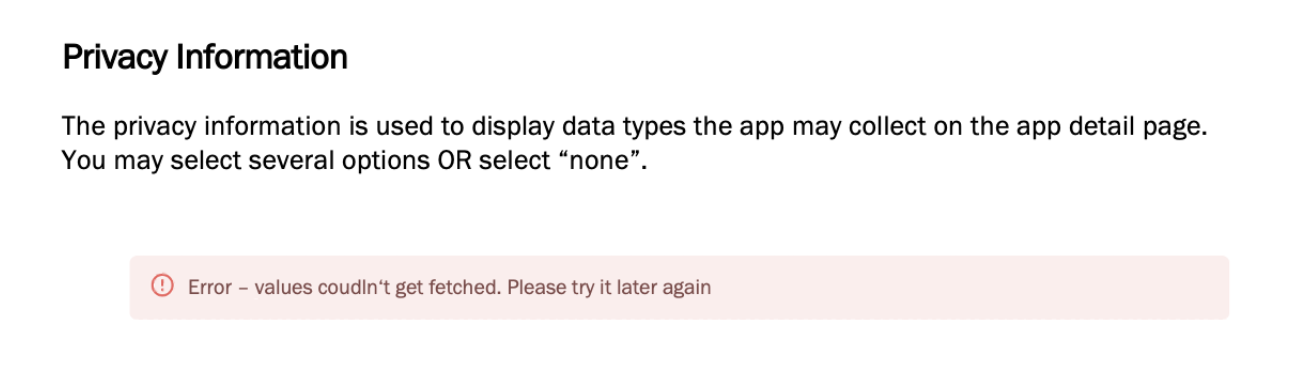 Privacy Information
The privacy information is used to display data types the app may collect on the app detail page.
You may select several options OR select “none”.
Error – values coudln‘t get fetched. Please try it later again